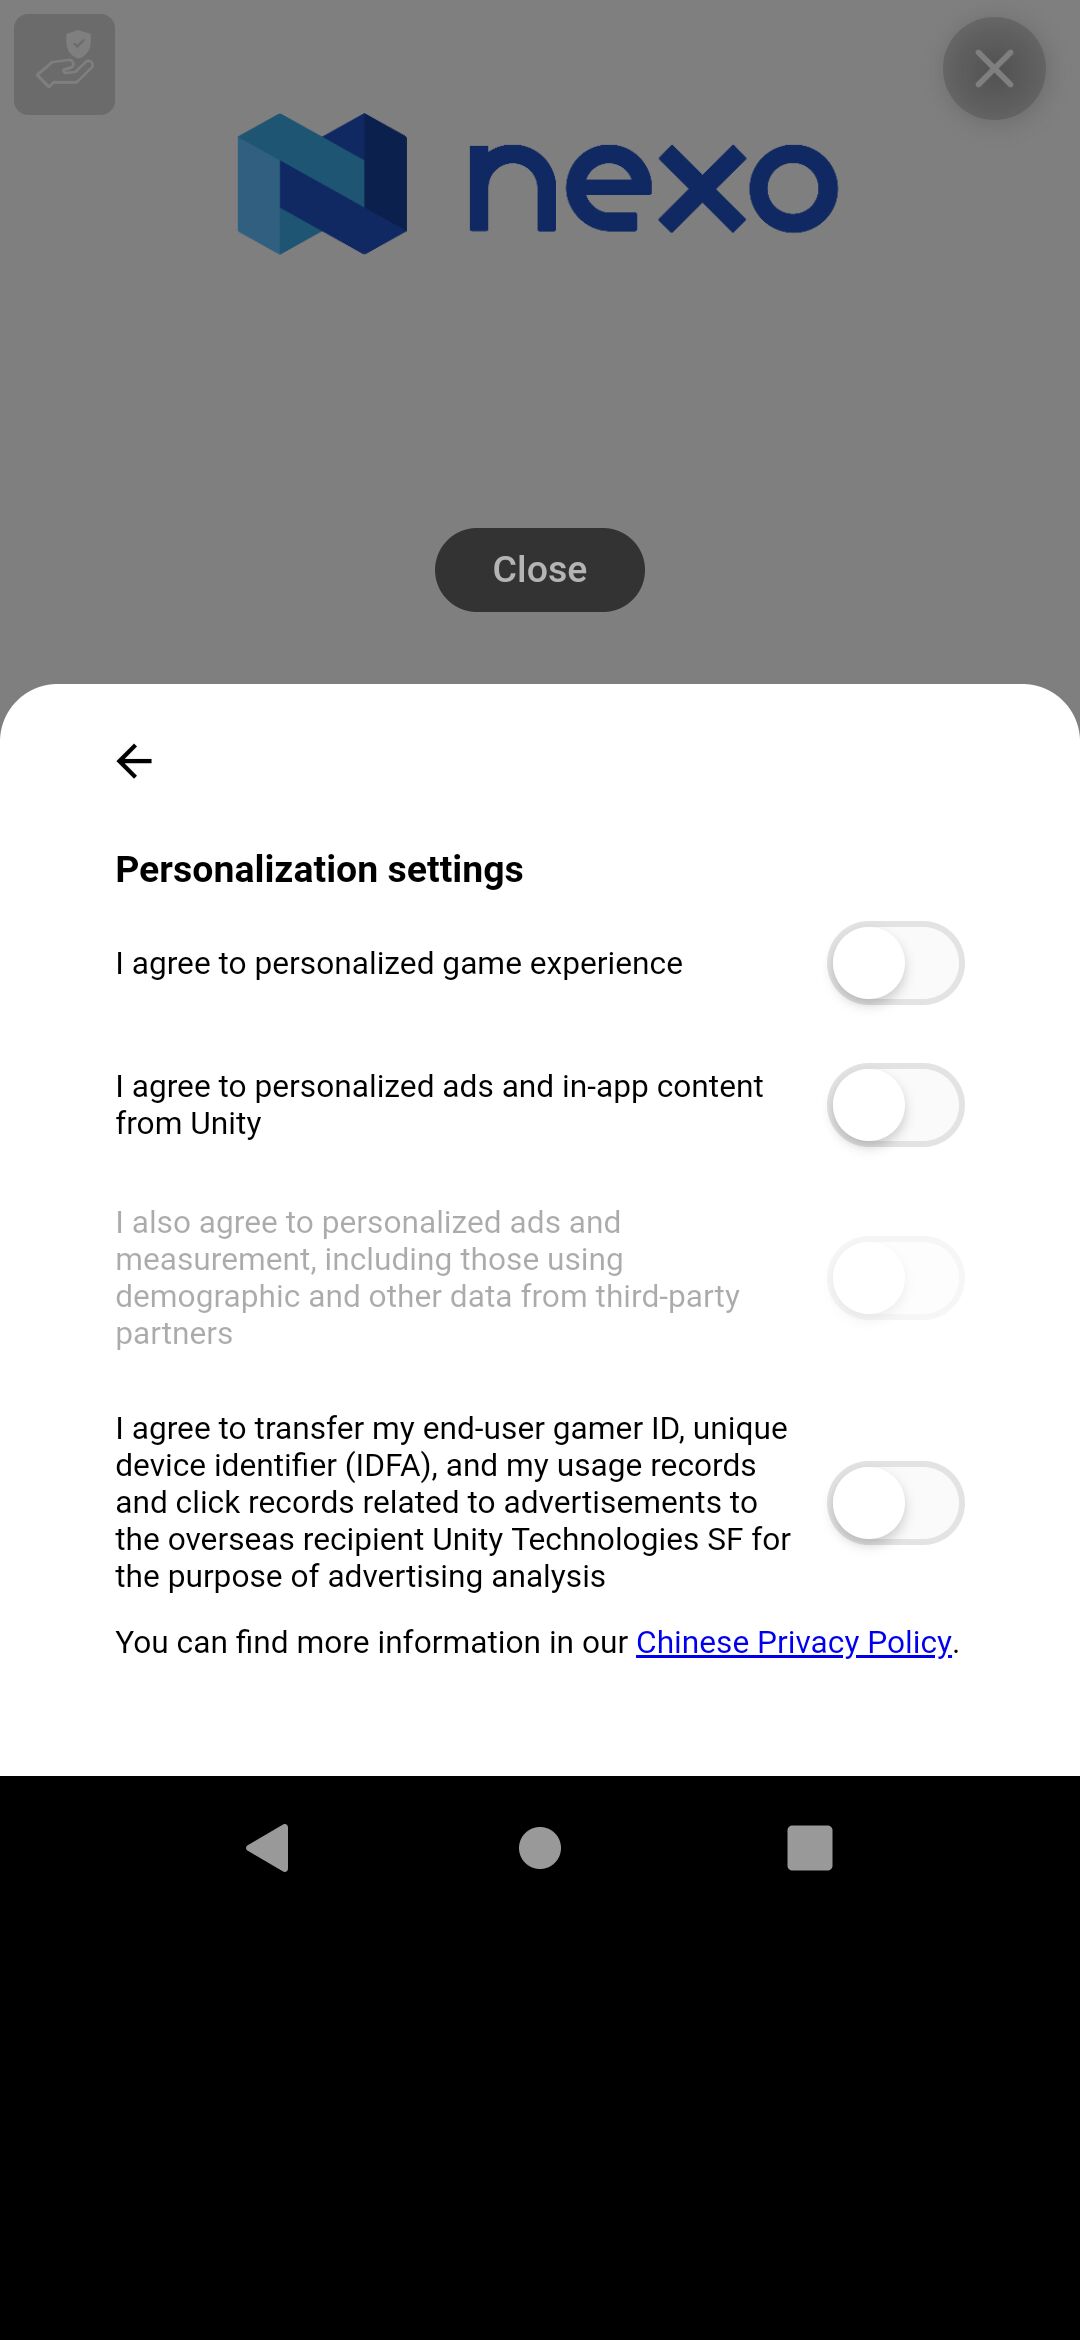 nexo
Close
Personalization settings
I agree to personalized game experience
I agree to personalized ads and in-app content
from Unity
I also agree to personalized ads and
measurement, including those using
demographic and other data from third-party
partners
I agree to transfer my end-user gamer ID, unique
device identifier (IDFA), and my usage records
and click records related to advertisements to
the overseas recipient Unity Technologies SF for
the purpose of advertising analysis
You can find more information in our Chinese Privacy Policy.